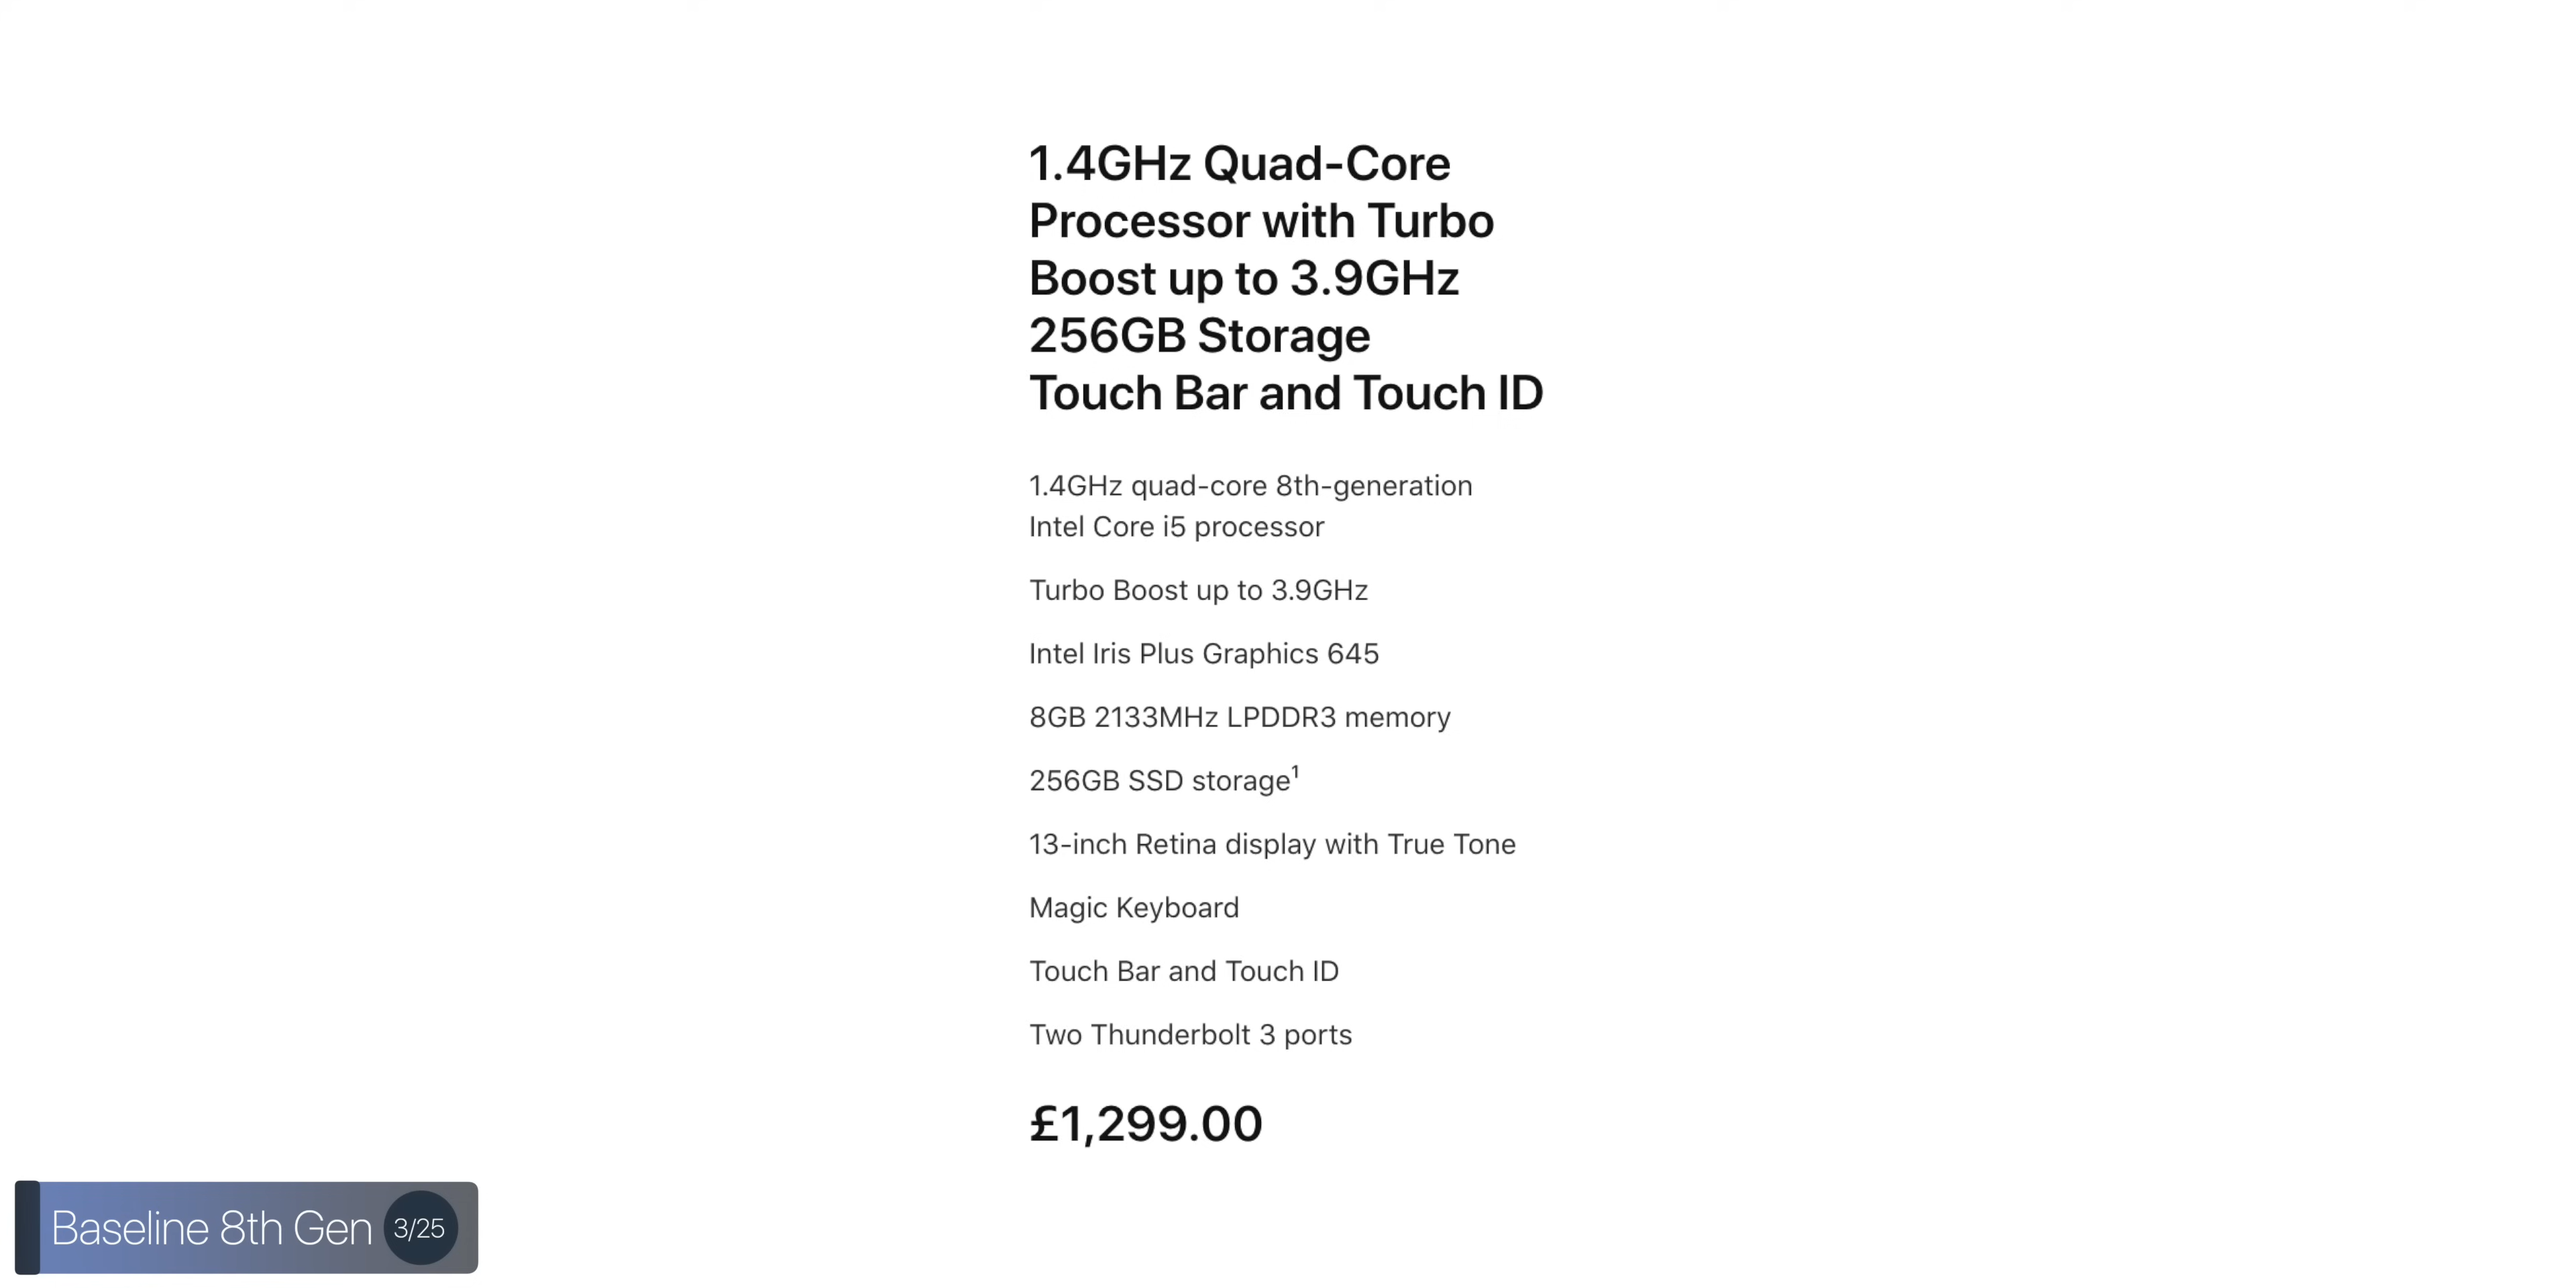 1.4GHz Quad-Core
Processor with Turbo
Boost up to 3.9GHz
256GB Storage
Touch Bar and Touch ID
1.4GHz quad-core 8th-generation
Intel Core i5 processor
Turbo Boost up to 3.9GHz
Intel Iris Plus Graphics 645
8GB 2133MHz LPDDR3 memory
256GB SSD storage¹
13-inch Retina display with True Tone
Magic Keyboard
Touch Bar and Touch ID
Two Thunderbolt 3 ports
£1,299.00
Baseline 8th Gen 3/25